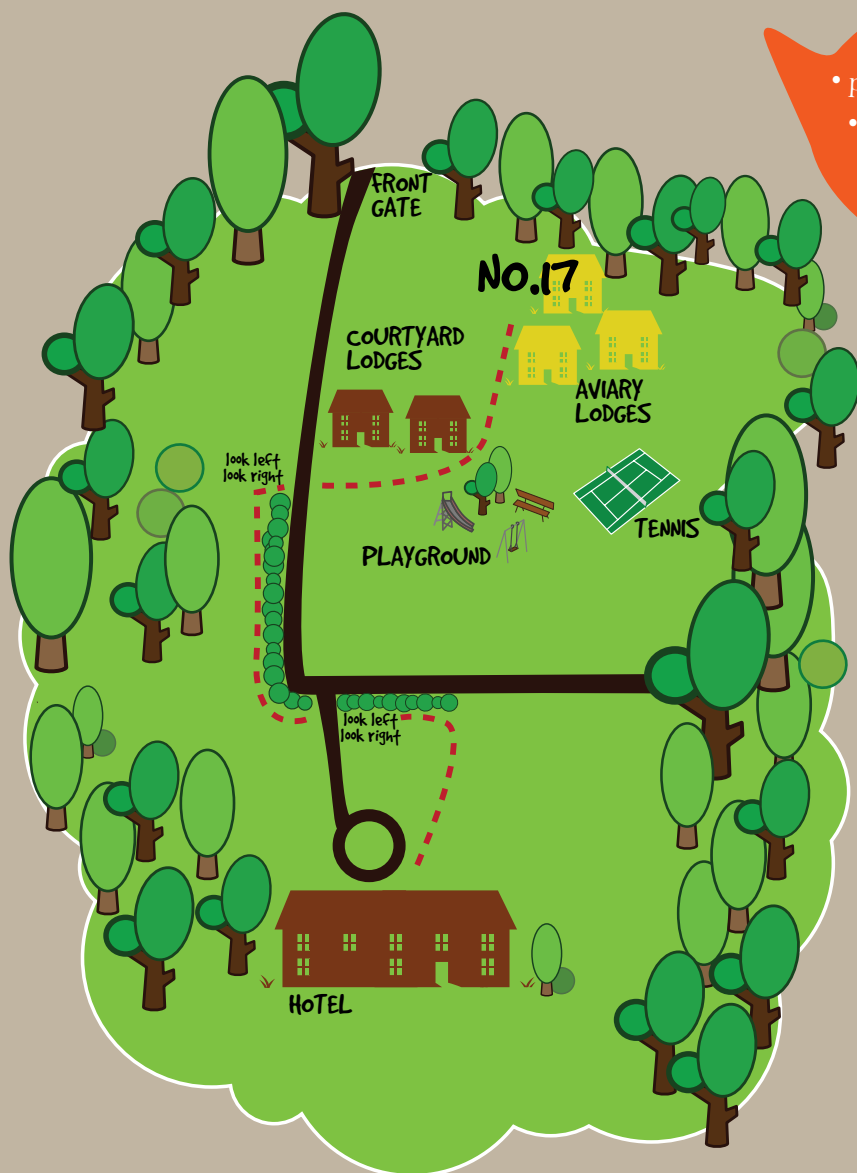 FRONT
GATE
NO.17
COURTYARD
LODGES
AVIARY
LODGES
look left
look right
TENNIS
PLAYGROUND
look left
look right
HOTEL